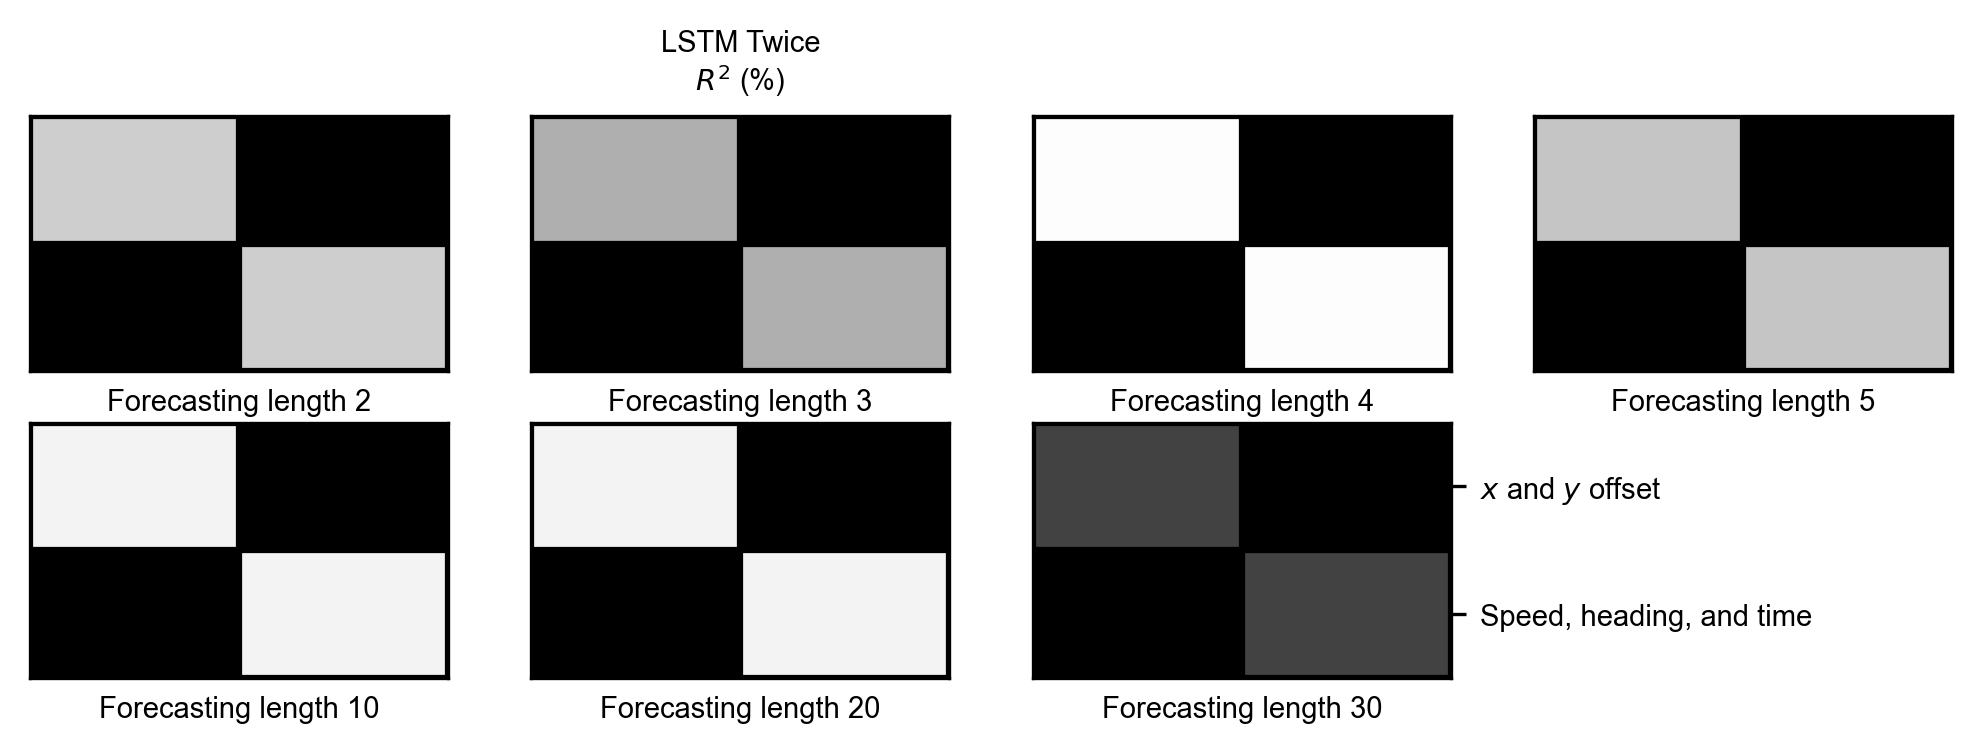 LSTM Twice
R² (%)
Forecasting length 2
Forecasting length 3
Forecasting length 4
Forecasting length 5
x and y offset
Speed, heading, and time
Forecasting length 10
Forecasting length 20
Forecasting length 30